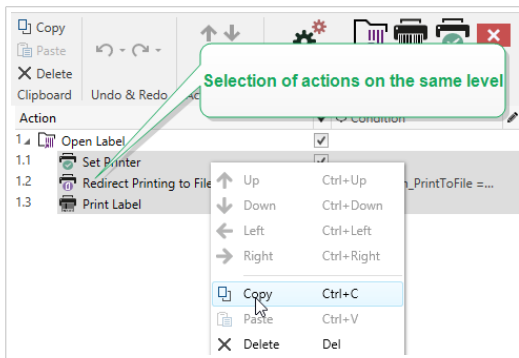 Copy
Paste
Delete
Clipboard Undo & Redo
Selection of actions on the same level
Action Condition
1 Open Label
1.1 Set Printer
1.2 Redirect Printing to File
n_PrintToFile =...
1.3 Print Label
Up Ctrl+Up
Down Ctrl+Down
Left Ctrl+Left
Right Ctrl+Right
Copy Ctrl+C
Paste Ctrl+V
Delete Del